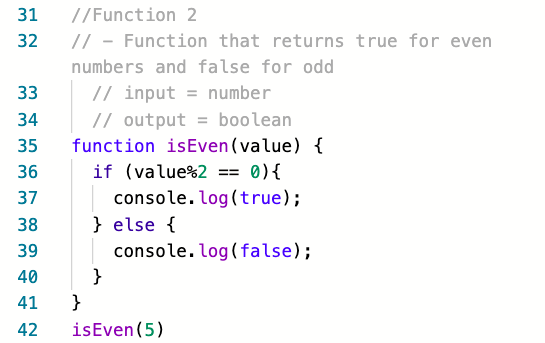 31 //Function 2
32 // - Function that returns true for even
numbers and false for odd
33 // input = number
34 // output = boolean
35 function isEven(value) {
36 if (value%2 == 0){
37 console.log(true);
38 } else {
39 console.log(false);
40 }
41 }
42 isEven(5)